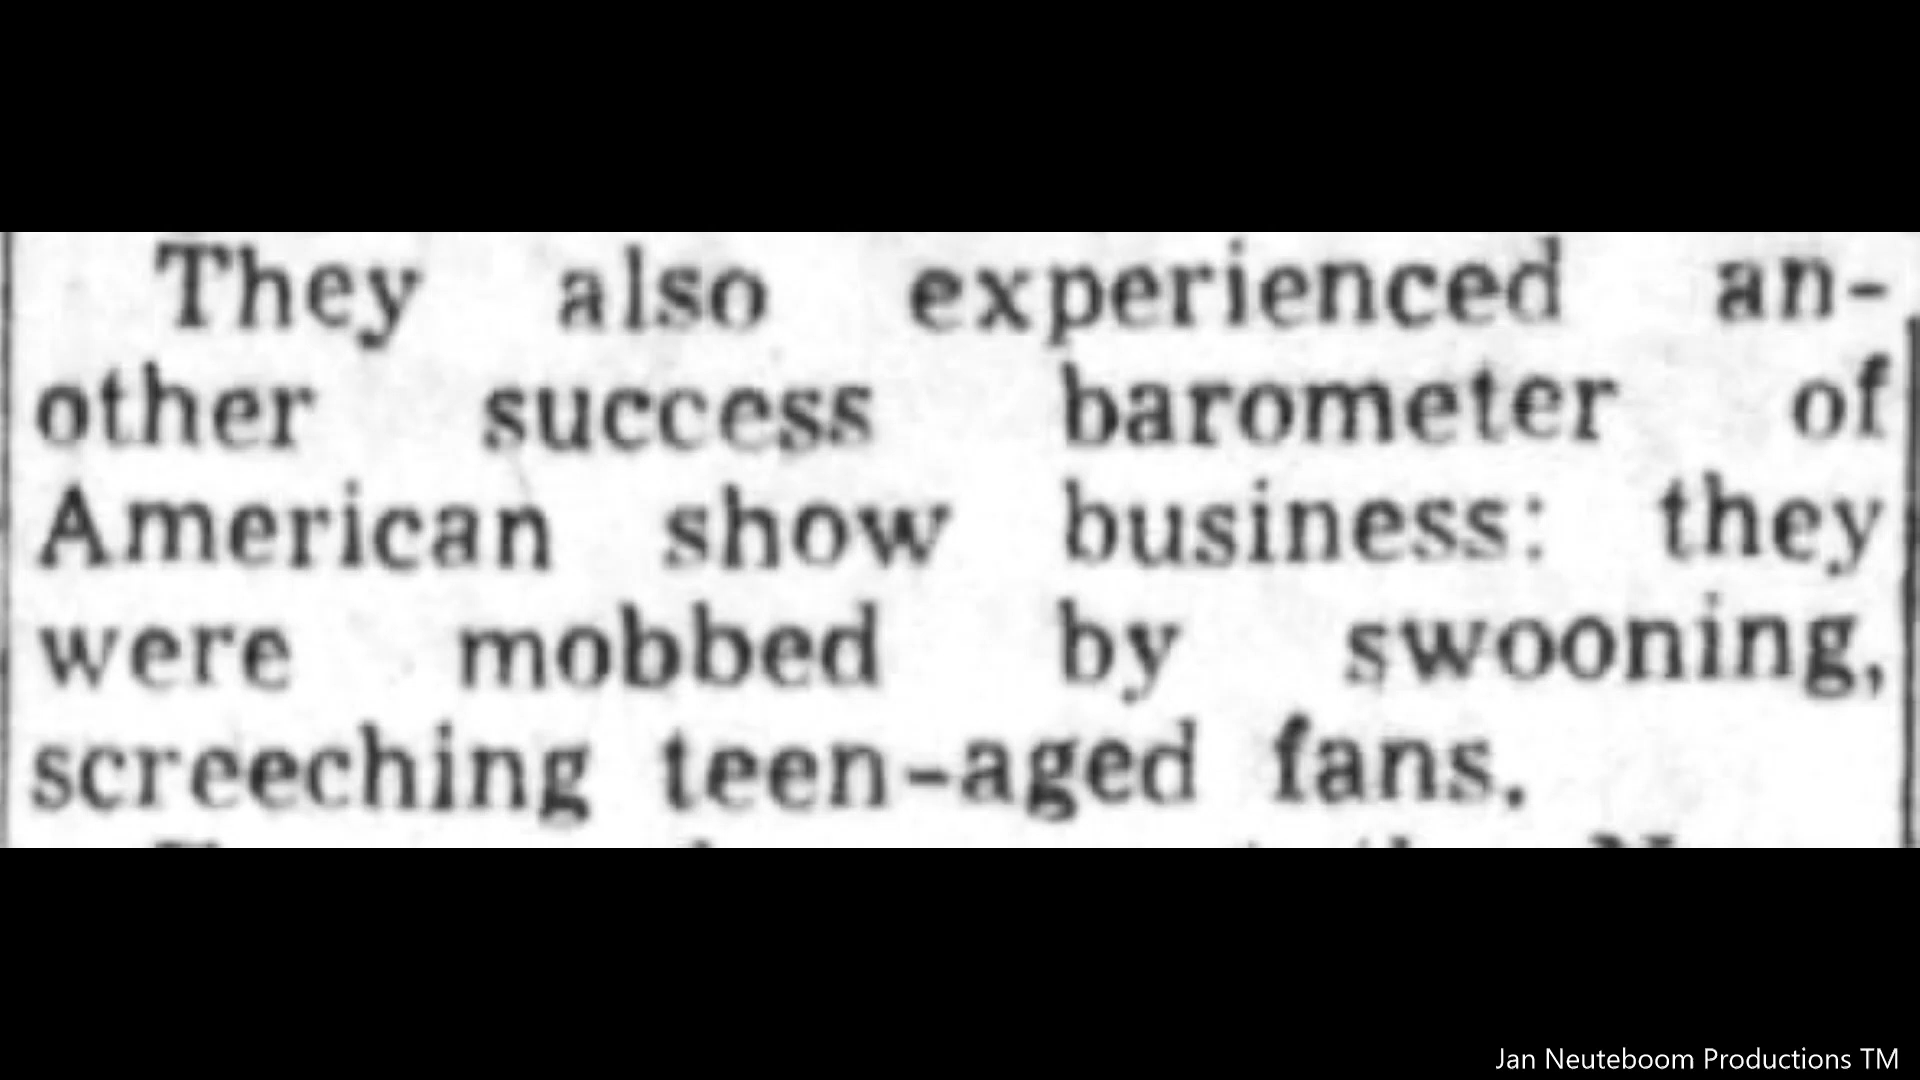 They also experienced an-
other success barometer of
American show business: they
were mobbed by swooning,
screeching teen-aged fans.
Jan Neuteboom Productions TM